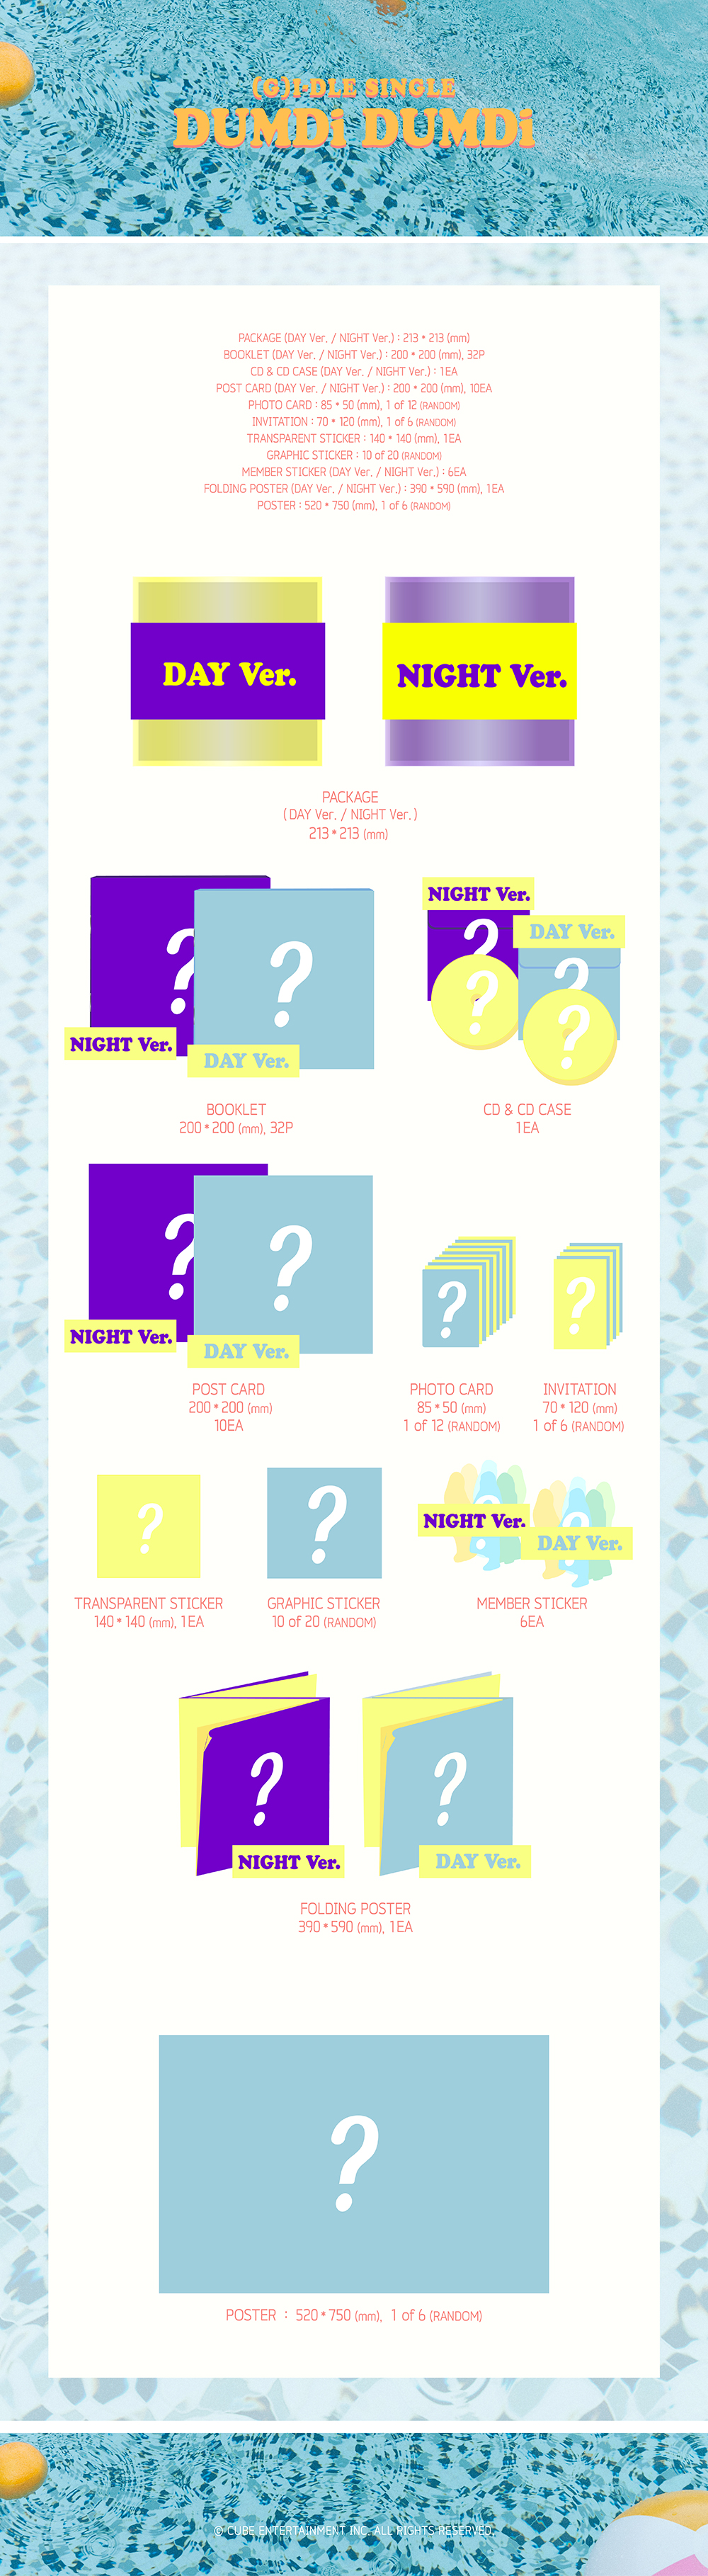 (G)I-DLE SINGLE
DUMDi DUMDi
PACKAGE (DAY Ver. / NIGHT Ver.) : 213 * 213 (mm)
BOOKLET (DAY Ver. / NIGHT Ver.) : 200 * 200 (mm), 32P
CD & CD CASE (DAY Ver. / NIGHT Ver.) : 1EA
POST CARD (DAY Ver. / NIGHT Ver.) : 200 * 200 (mm), 10EA
PHOTO CARD : 85 * 50 (mm), 1 of 12 (RANDOM)
INVITATION : 70 * 120 (mm), 1 of 6 (RANDOM)
TRANSPARENT STICKER : 140 * 140 (mm), 1EA
GRAPHIC STICKER : 10 of 20 (RANDOM)
MEMBER STICKER (DAY Ver. / NIGHT Ver.) : 6EA
FOLDING POSTER (DAY Ver. / NIGHT Ver.) : 390 * 590 (mm), 1EA
POSTER : 520 * 750 (mm), 1 of 6 (RANDOM)
DAY Ver.
NIGHT Ver.
PACKAGE
(DAY Ver. / NIGHT Ver.)
213 * 213 (mm)
?
?
NIGHT Ver.
DAY Ver.
BOOKLET
200 * 200 (mm), 32P
NIGHT Ver.
DAY Ver.
?
?
?
?
CD & CD CASE
1EA
?
?
NIGHT Ver.
DAY Ver.
POST CARD
200 * 200 (mm)
10EA
?
PHOTO CARD
85 * 50 (mm)
1 of 12 (RANDOM)
?
INVITATION
70 * 120 (mm)
1 of 6 (RANDOM)
?
TRANSPARENT STICKER
140 * 140 (mm), 1EA
?
GRAPHIC STICKER
10 of 20 (RANDOM)
?
?
NIGHT Ver.
DAY Ver.
MEMBER STICKER
6EA
?
?
NIGHT Ver.
DAY Ver.
FOLDING POSTER
390 * 590 (mm), 1EA
?
POSTER : 520 * 750 (mm), 1 of 6 (RANDOM)
© CUBE ENTERTAINMENT INC. ALL RIGHTS RESERVED.